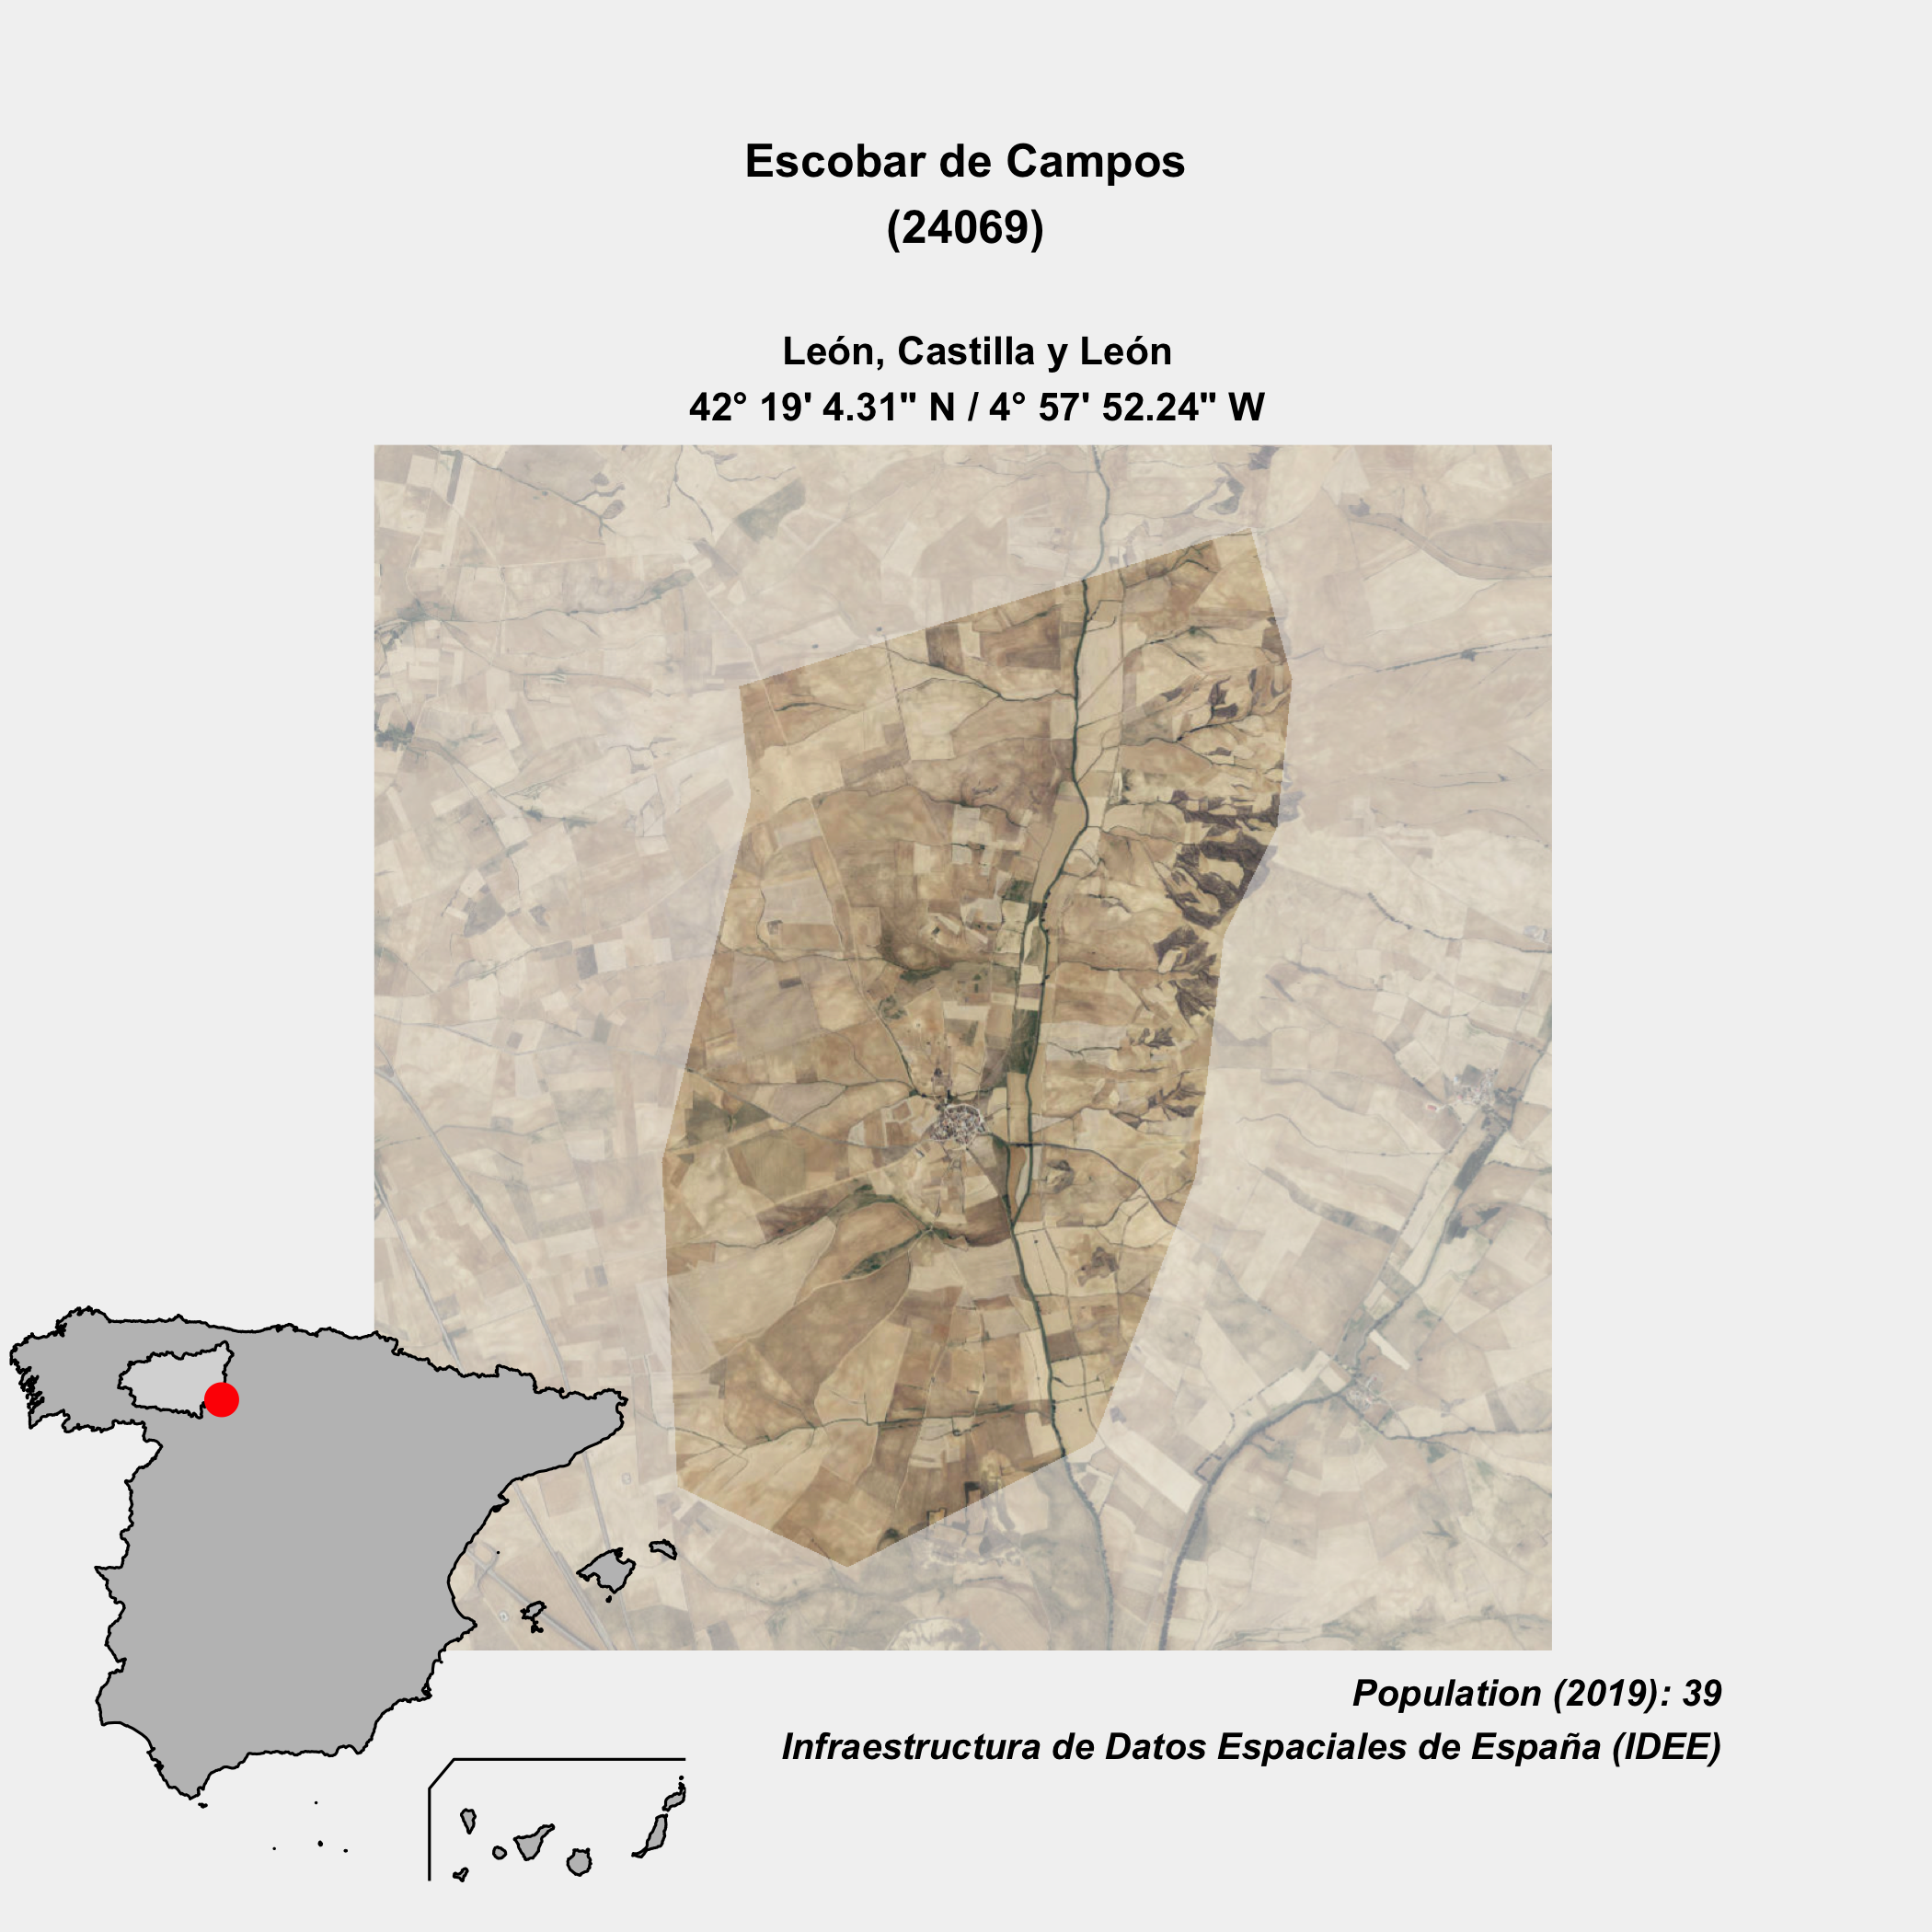 Escobar de Campos
(24069)
León, Castilla y León
42° 19' 4.31" N / 4° 57' 52.24" W
Population (2019): 39
Infraestructura de Datos Espaciales de España (IDEE)